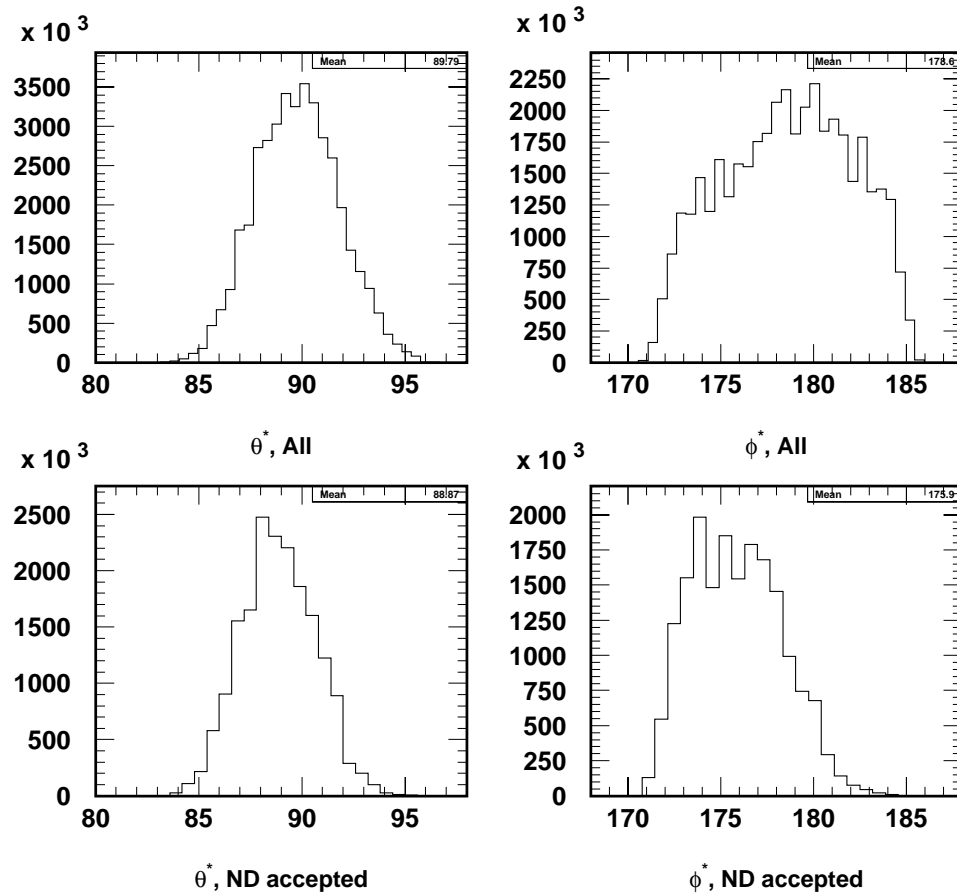 x 10 3
x 10 3
Mean 89.79
Mean 178.6
3500
3000
2500
2000
1500
1000
500
0
2250
2000
1750
1500
1250
1000
750
500
250
0
80 85 90 95
170 175 180 185
θ*, All
ϕ*, All
x 10 3
x 10 3
Mean 88.87
Mean 175.9
2500
2000
1500
1000
500
0
2000
1750
1500
1250
1000
750
500
250
0
80 85 90 95
170 175 180 185
θ*, ND accepted
ϕ*, ND accepted